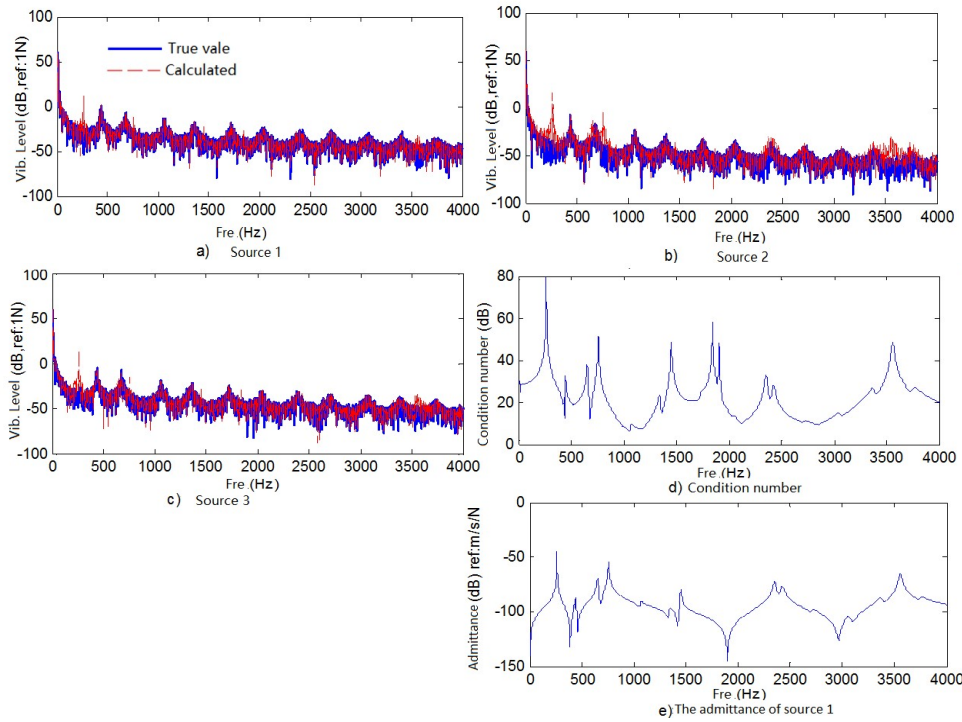 100
50
0
-50
-100
Vib. Level (dB,ref:1N)
True vale
Calculated
0 500 1000 1500 2000 2500 3000 3500 4000
Fre.(Hz)
a) Source 1
100
50
0
-50
-100
Vib. Level (dB,ref:1N)
0 500 1000 1500 2000 2500 3000 3500 4000
Fre.(Hz)
b) Source 2
100
50
0
-50
-100
Vib. Level (dB,ref:1N)
0 500 1000 1500 2000 2500 3000 3500 4000
Fre.(Hz)
c) Source 3
80
60
40
20
0
Condition number (dB)
0 500 1000 1500 2000 2500 3000 3500 4000
Fre.(Hz)
d) Condition number
0
-50
-100
-150
Admittance (dB) ref:m/s/N
0 500 1000 1500 2000 2500 3000 3500 4000
Fre.(Hz)
e) The admittance of source 1